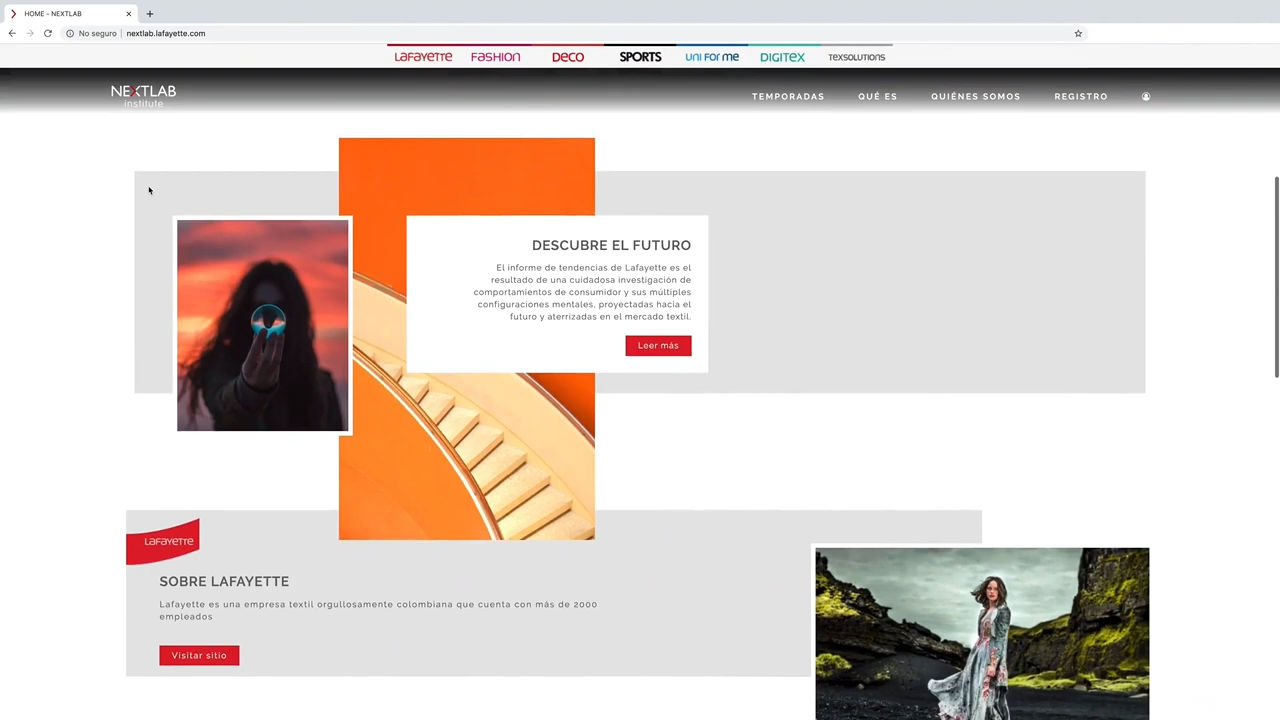 HOME - NEXTLAB
No seguro | nextlab.lafayette.com
LAFAYETTE FASHION DECO SPORTS UNI FOR ME DIGITEX TEXSOLUTIONS
NEXTLAB
institute
TEMPORADAS QUÉ ES QUIÉNES SOMOS REGISTRO
DESCUBRE EL FUTURO
El informe de tendencias de Lafayette es el
resultado de una cuidadosa investigación de
comportamientos de consumidor y sus múltiples
configuraciones mentales, proyectadas hacia el
futuro y aterrizadas en el mercado textil.
Leer más
LAFAYETTE
SOBRE LAFAYETTE
Lafayette es una empresa textil orgullosamente colombiana que cuenta con más de 2000
empleados
Visitar sitio